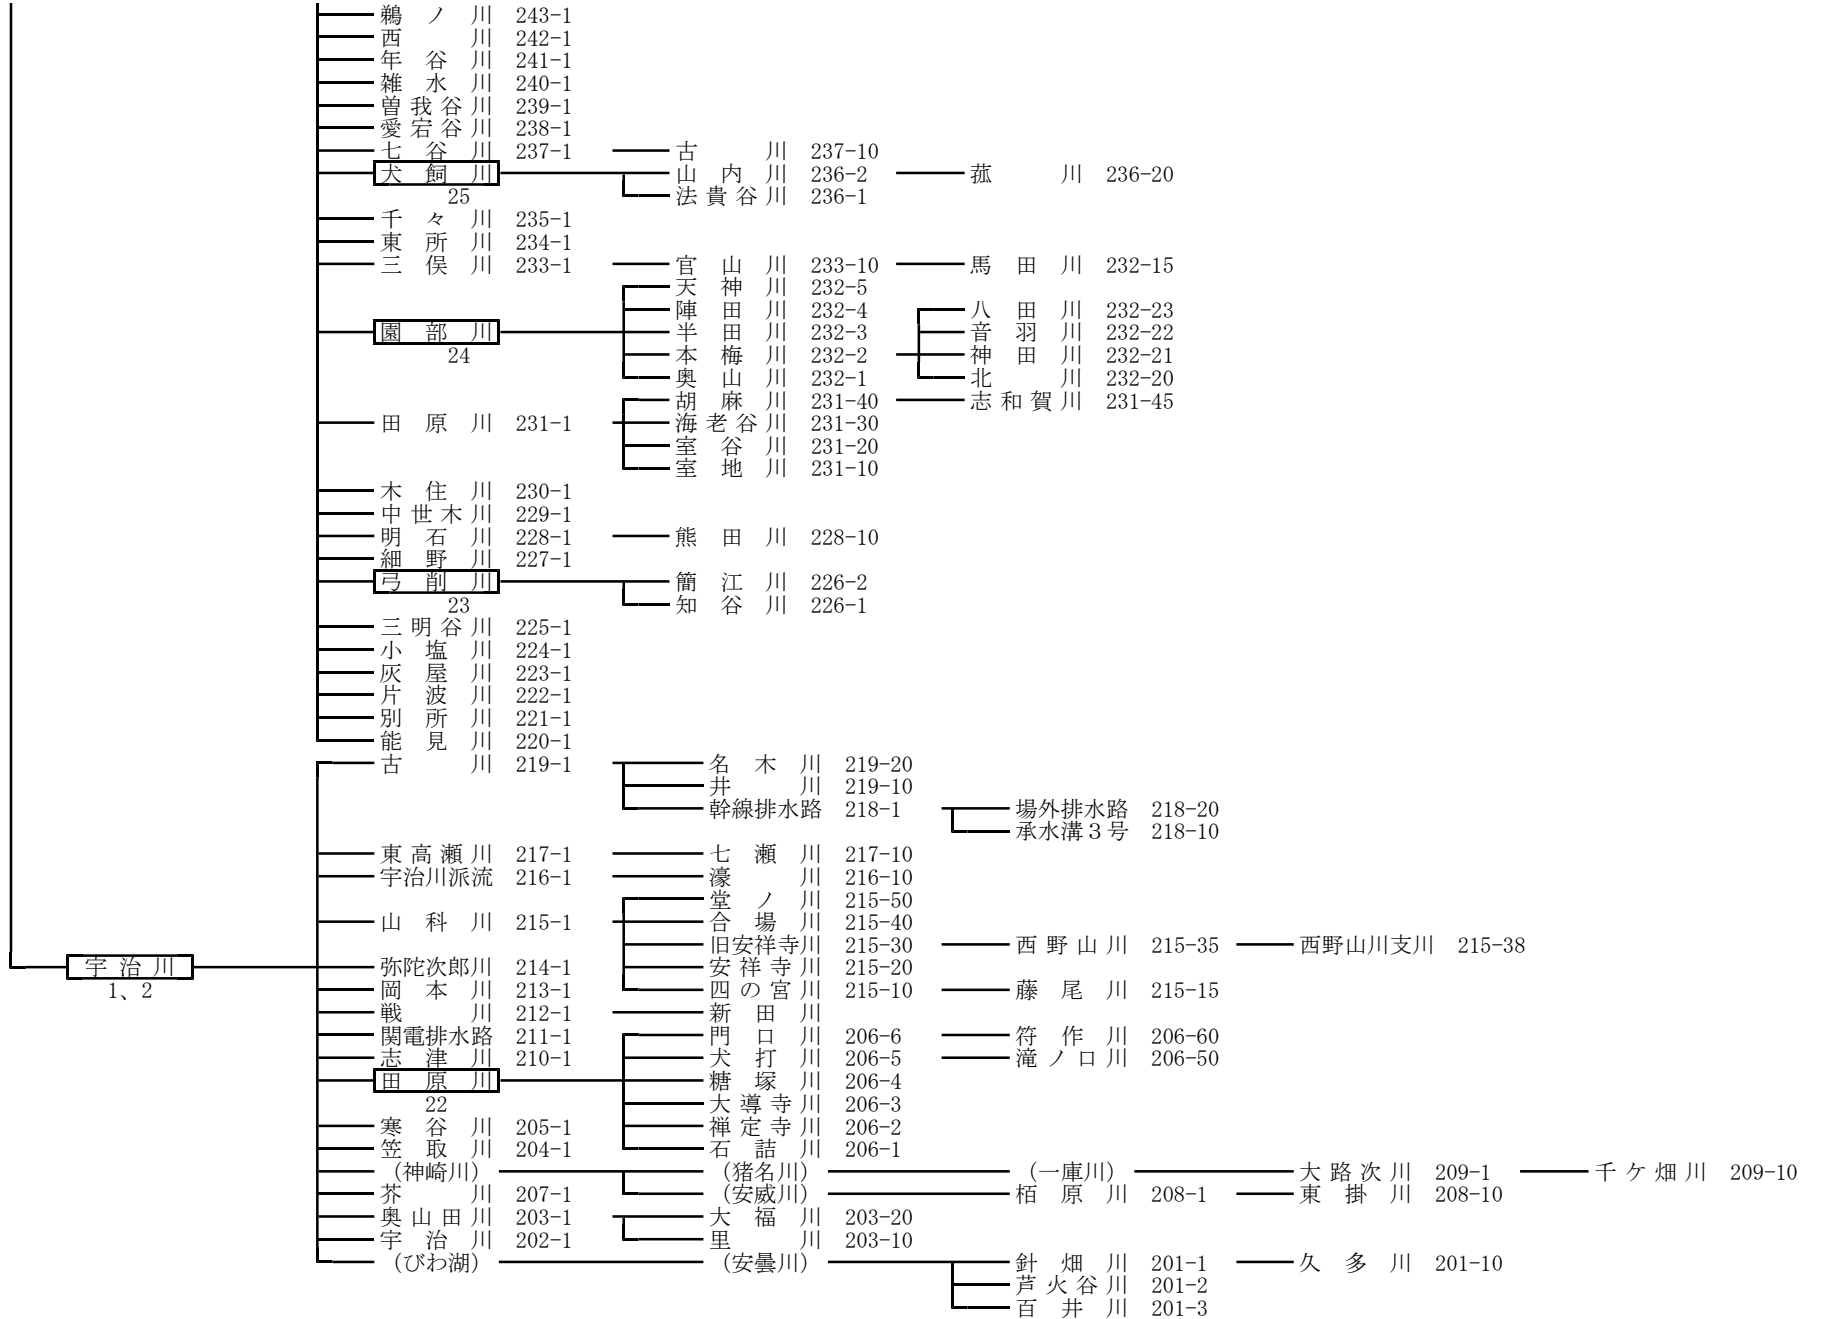 鵜ノ川 243-1
西川 242-1
年谷川 241-1
雑水川 240-1
曽我谷川 239-1
愛宕谷川 238-1
七谷川 237-1 古川 237-10
犬飼川 山内川 236-2 菰川 236-20
25 法貴谷川 236-1
千々川 235-1
東所川 234-1
三俣川 233-1 官山川 233-10 馬田川 232-15
天神川 232-5
陣田川 232-4 八田川 232-23
園部川 半田川 232-3 音羽川 232-22
24 本梅川 232-2 神田川 232-21
奥山川 232-1 北川 232-20
胡麻川 231-40 志和賀川 231-45
田原川 231-1 海老谷川 231-30
室谷川 231-20
室地川 231-10
木住川 230-1
中世木川 229-1
明石川 228-1 熊田川 228-10
細野川 227-1
弓削川 簡江川 226-2
23 知谷川 226-1
三明谷川 225-1
小塩川 224-1
灰屋川 223-1
片波川 222-1
別所川 221-1
能見川 220-1
古川 219-1 名木川 219-20
井川 219-10
幹線排水路 218-1 場外排水路 218-20
承水溝３号 218-10
東高瀬川 217-1 七瀬川 217-10
宇治川派流 216-1 濠川 216-10
堂ノ川 215-50
山科川 215-1 合場川 215-40
旧安祥寺川 215-30 西野山川 215-35 西野山川支川 215-38
宇治川 弥陀次郎川 214-1 安祥寺川 215-20
1、2 岡本川 213-1 四の宮川 215-10 藤尾川 215-15
戦川 212-1 新田川
関電排水路 211-1 門口川 206-6 符作川 206-60
志津川 210-1 犬打川 206-5 滝ノ口川 206-50
田原川 糖塚川 206-4
22 大導寺川 206-3
寒谷川 205-1 禅定寺川 206-2
笠取川 204-1 石詰川 206-1
（神崎川） （猪名川） （一庫川） 大路次川 209-1 千ケ畑川 209-10
芥川 207-1 （安威川） 栢原川 208-1 東掛川 208-10
奥山田川 203-1 大福川 203-20
宇治川 202-1 里川 203-10
（びわ湖） （安曇川） 針畑川 201-1 久多川 201-10
芦火谷川 201-2
百井川 201-3